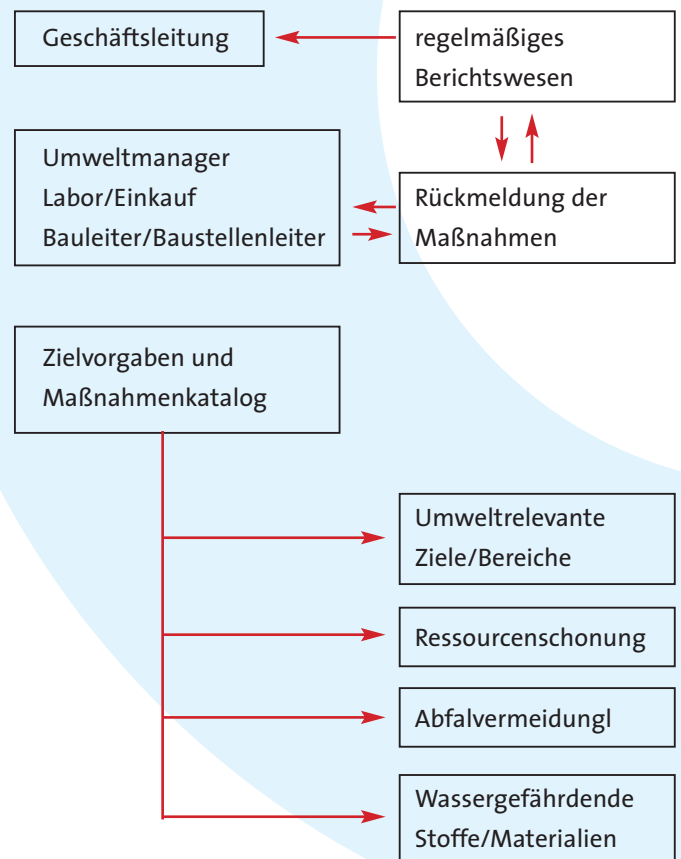 Geschäftsleitung
regelmäßiges
Berichtswesen
Umweltmanager
Labor/Einkauf
Bauleiter/Baustellenleiter
Rückmeldung der
Maßnahmen
Zielvorgaben und
Maßnahmenkatalog
Umweltrelevante
Ziele/Bereiche
Ressourcenschonung
Abfalvermeidungl
Wassergefährdende
Stoffe/Materialien